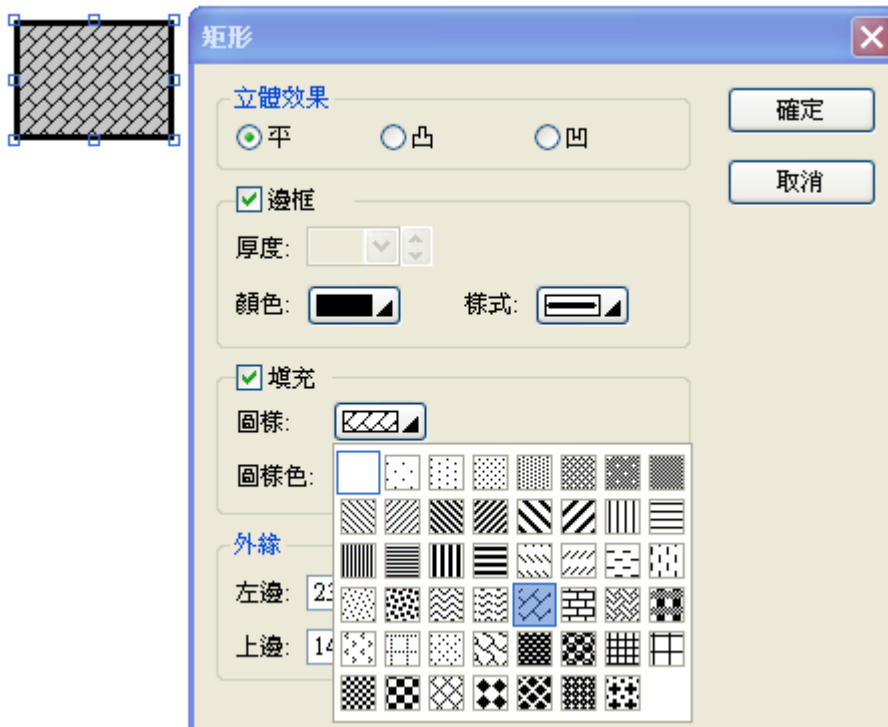 矩形
立體效果
平 凸 凹
確定
取消
邊框
厚度:
顏色: 樣式:
填充
圖樣:
圖樣色:
外緣
左邊:
上邊: 14